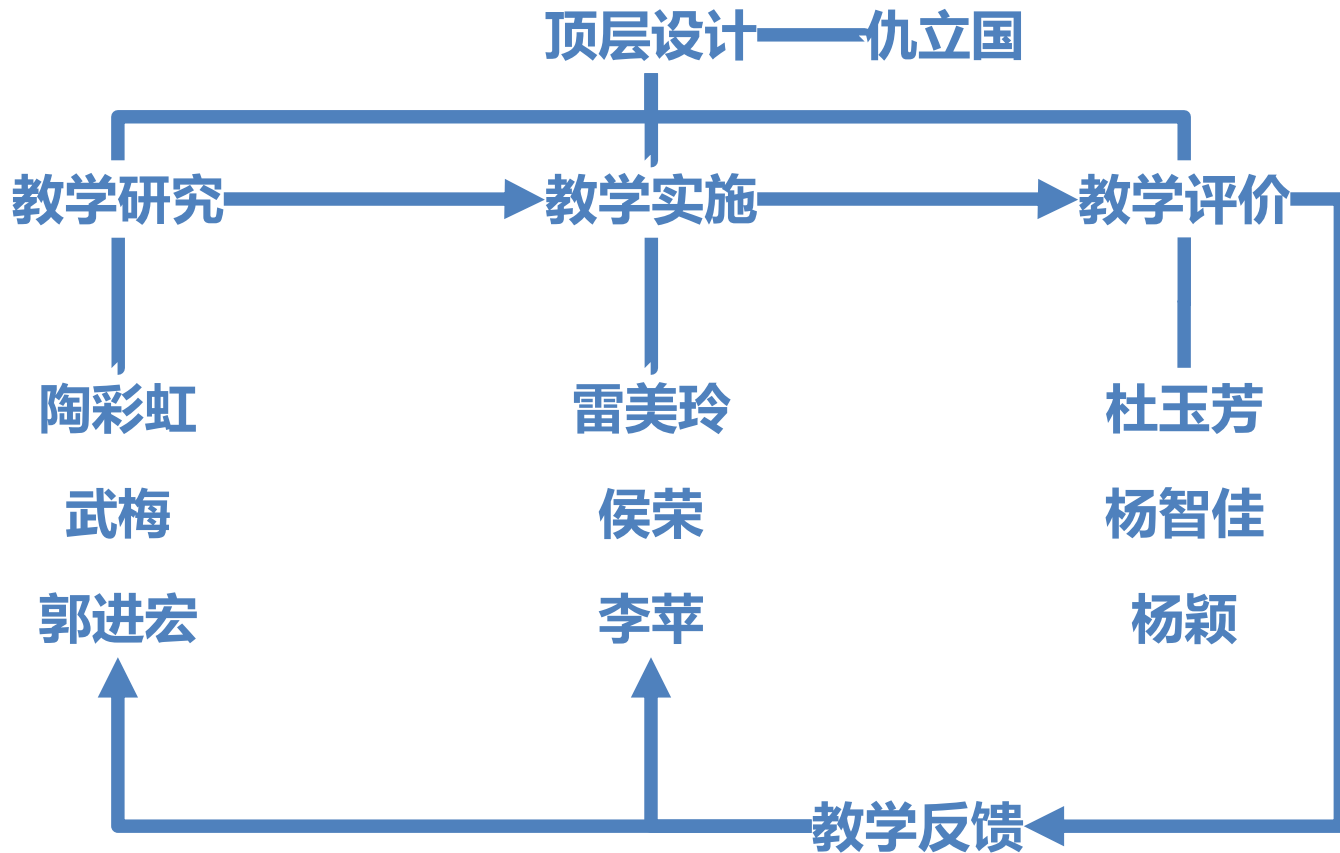 顶层设计 仇立国
教学研究 教学实施 教学评价
陶彩虹 雷美玲 杜玉芳
武梅 侯荣 杨智佳
郭进宏 李苹 杨颖
教学反馈